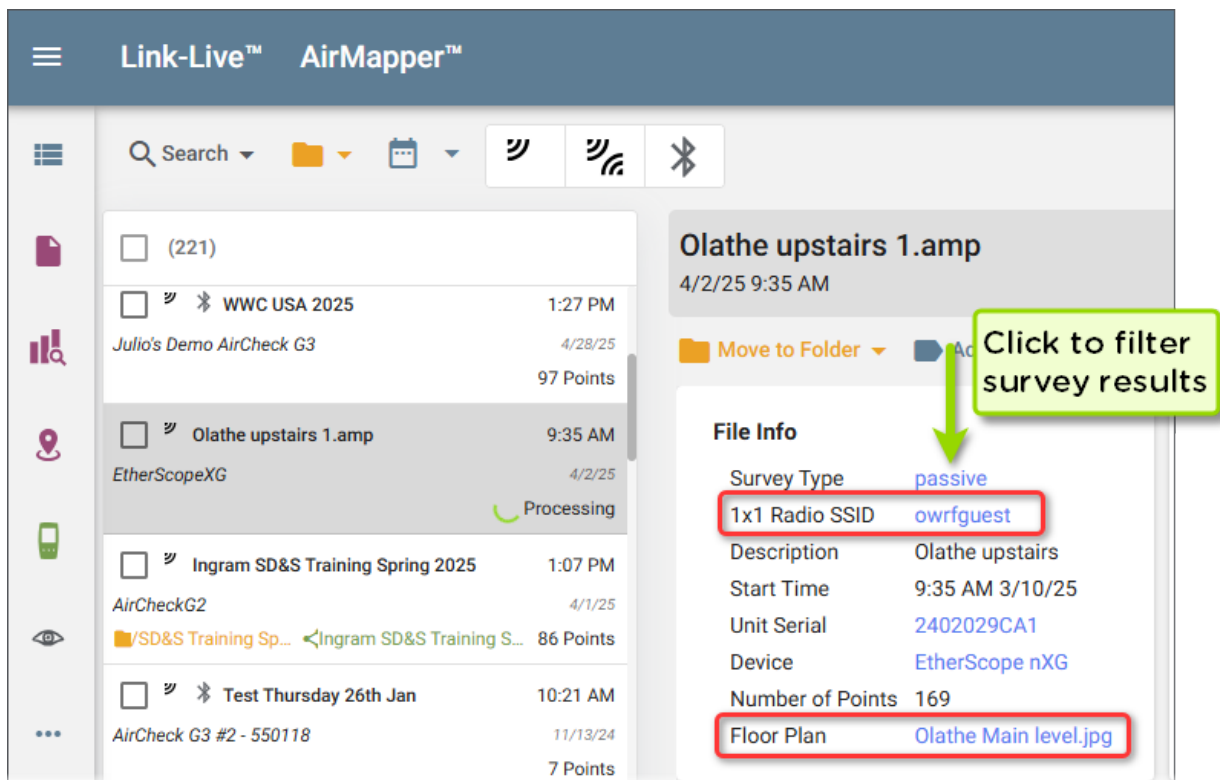 Link-Live™ AirMapper™
Search
(221)
WWC USA 2025 1:27 PM
Julio's Demo AirCheck G3 4/28/25
97 Points
Olathe upstairs 1.amp 9:35 AM
EtherScopeXG 4/2/25
Processing
Ingram SD&S Training Spring 2025 1:07 PM
AirCheckG2 4/1/25
/SD&S Training Sp... Ingram SD&S Training S... 86 Points
Test Thursday 26th Jan 10:21 AM
AirCheck G3 #2 - 550118 11/13/24
7 Points
Olathe upstairs 1.amp
4/2/25 9:35 AM
Move to Folder
Click to filter
survey results
File Info
Survey Type passive
1x1 Radio SSID owrfguest
Description Olathe upstairs
Start Time 9:35 AM 3/10/25
Unit Serial 2402029CA1
Device EtherScope nXG
Number of Points 169
Floor Plan Olathe Main level.jpg